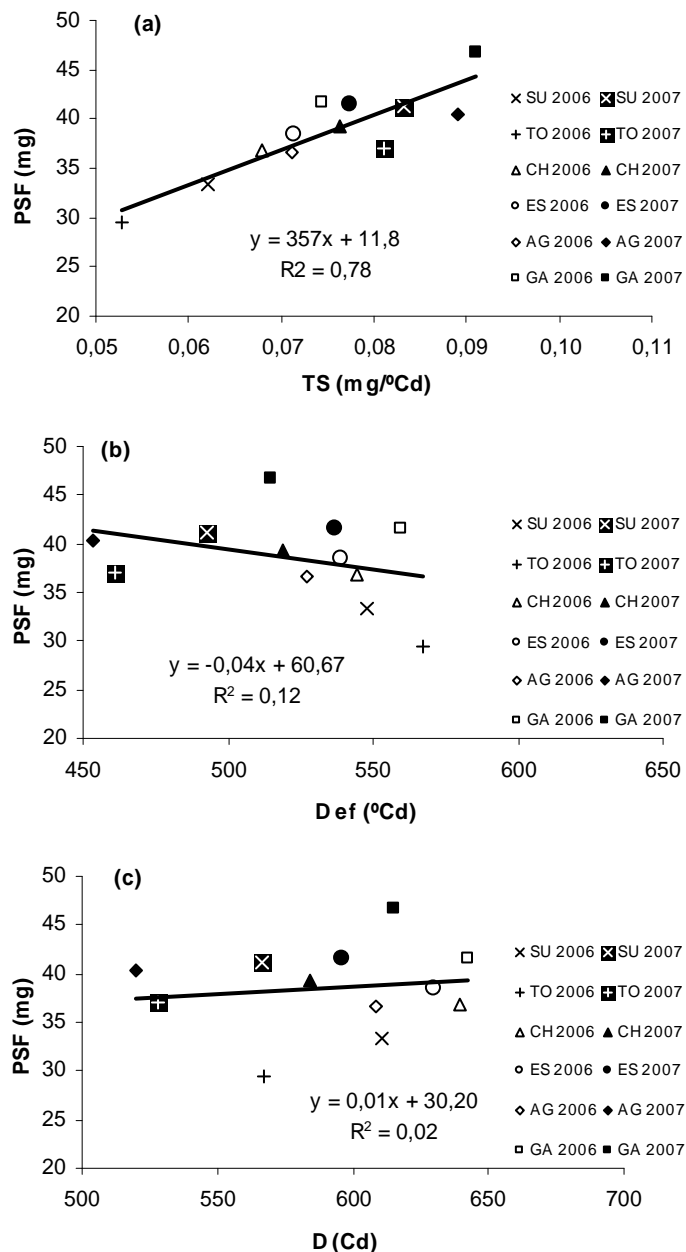 (a)
50
45
40
35
30
25
20
PSF (mg)
y = 357x + 11,8
R2 = 0,78
SU 2006 SU 2007
TO 2006 TO 2007
CH 2006 CH 2007
ES 2006 ES 2007
AG 2006 AG 2007
GA 2006 GA 2007
0,05 0,06 0,07 0,08 0,09 0,10 0,11
TS (mg/ºCd)
(b)
50
45
40
35
30
25
20
PSF (mg)
y = -0,04x + 60,67
R² = 0,12
SU 2006 SU 2007
TO 2006 TO 2007
CH 2006 CH 2007
ES 2006 ES 2007
AG 2006 AG 2007
GA 2006 GA 2007
450 500 550 600 650
Def (ºCd)
(c)
50
45
40
35
30
25
20
PSF (mg)
y = 0,01x + 30,20
R² = 0,02
SU 2006 SU 2007
TO 2006 TO 2007
CH 2006 CH 2007
ES 2006 ES 2007
AG 2006 AG 2007
GA 2006 GA 2007
500 550 600 650 700
D (Cd)